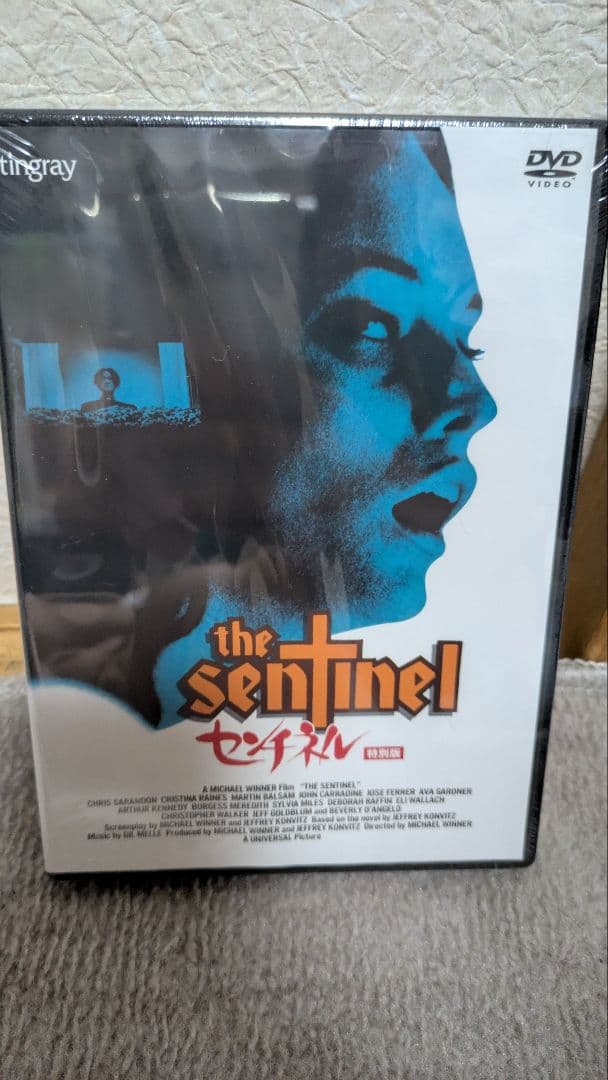 tingray
DVD
VIDEO
the
sentinel
センチネル 特別版
A MICHAEL WINNER Film "THE SENTINEL"
CHRIS SARANDON CRISTINA RAINES MARTIN BALSAM JOHN CARRADINE JOSE FERRER AVA GARDNER
ARTHUR KENNEDY BURGESS MEREDITH SYLVIA MILES DEBORAH RAFFIN ELI WALLACH
CHRISTOPHER WALKER JEFF GOLDBLUM and BEVERLY D'ANGELO
Screenplay by MICHAEL WINNER and JEFFREY KONVITZ Based on the novel by JEFFREY KONVITZ
Music by GIL MELLE Produced by MICHAEL WINNER and JEFFREY KONVITZ Directed by MICHAEL WINNER
A UNIVERSAL Picture